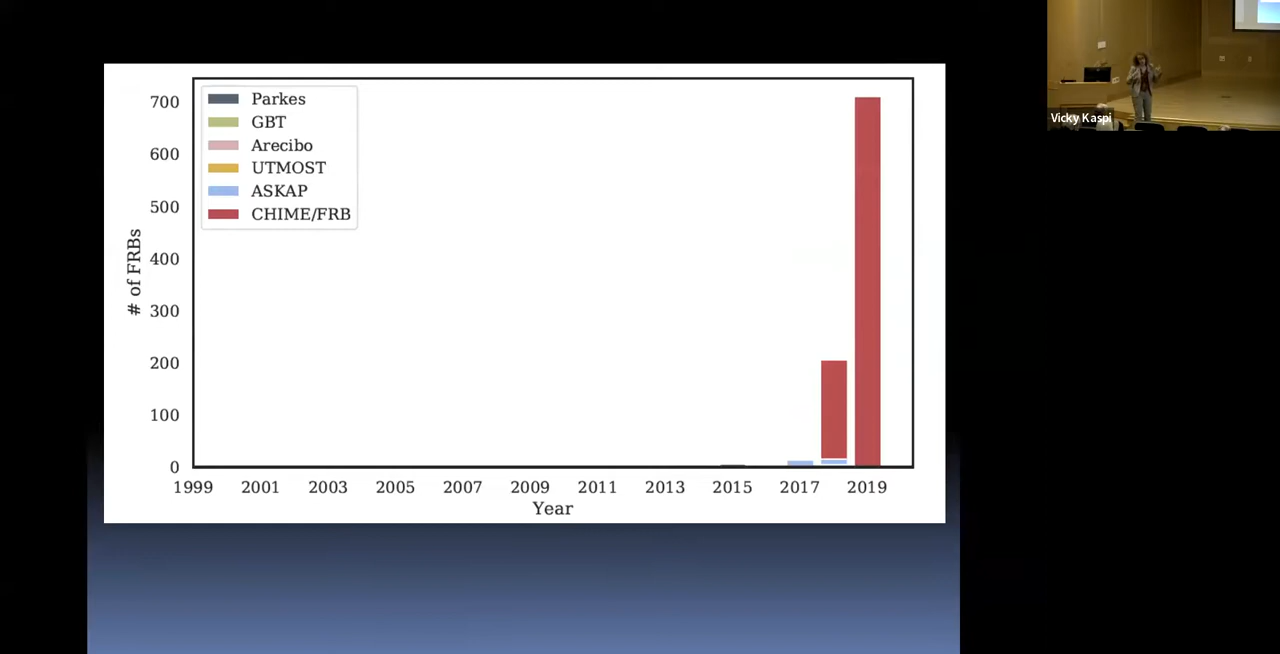 Parkes
GBT
Arecibo
UTMOST
ASKAP
CHIME/FRB
# of FRBs
700
600
500
400
300
200
100
0
1999 2001 2003 2005 2007 2009 2011 2013 2015 2017 2019
Year
Vicky Kaspi